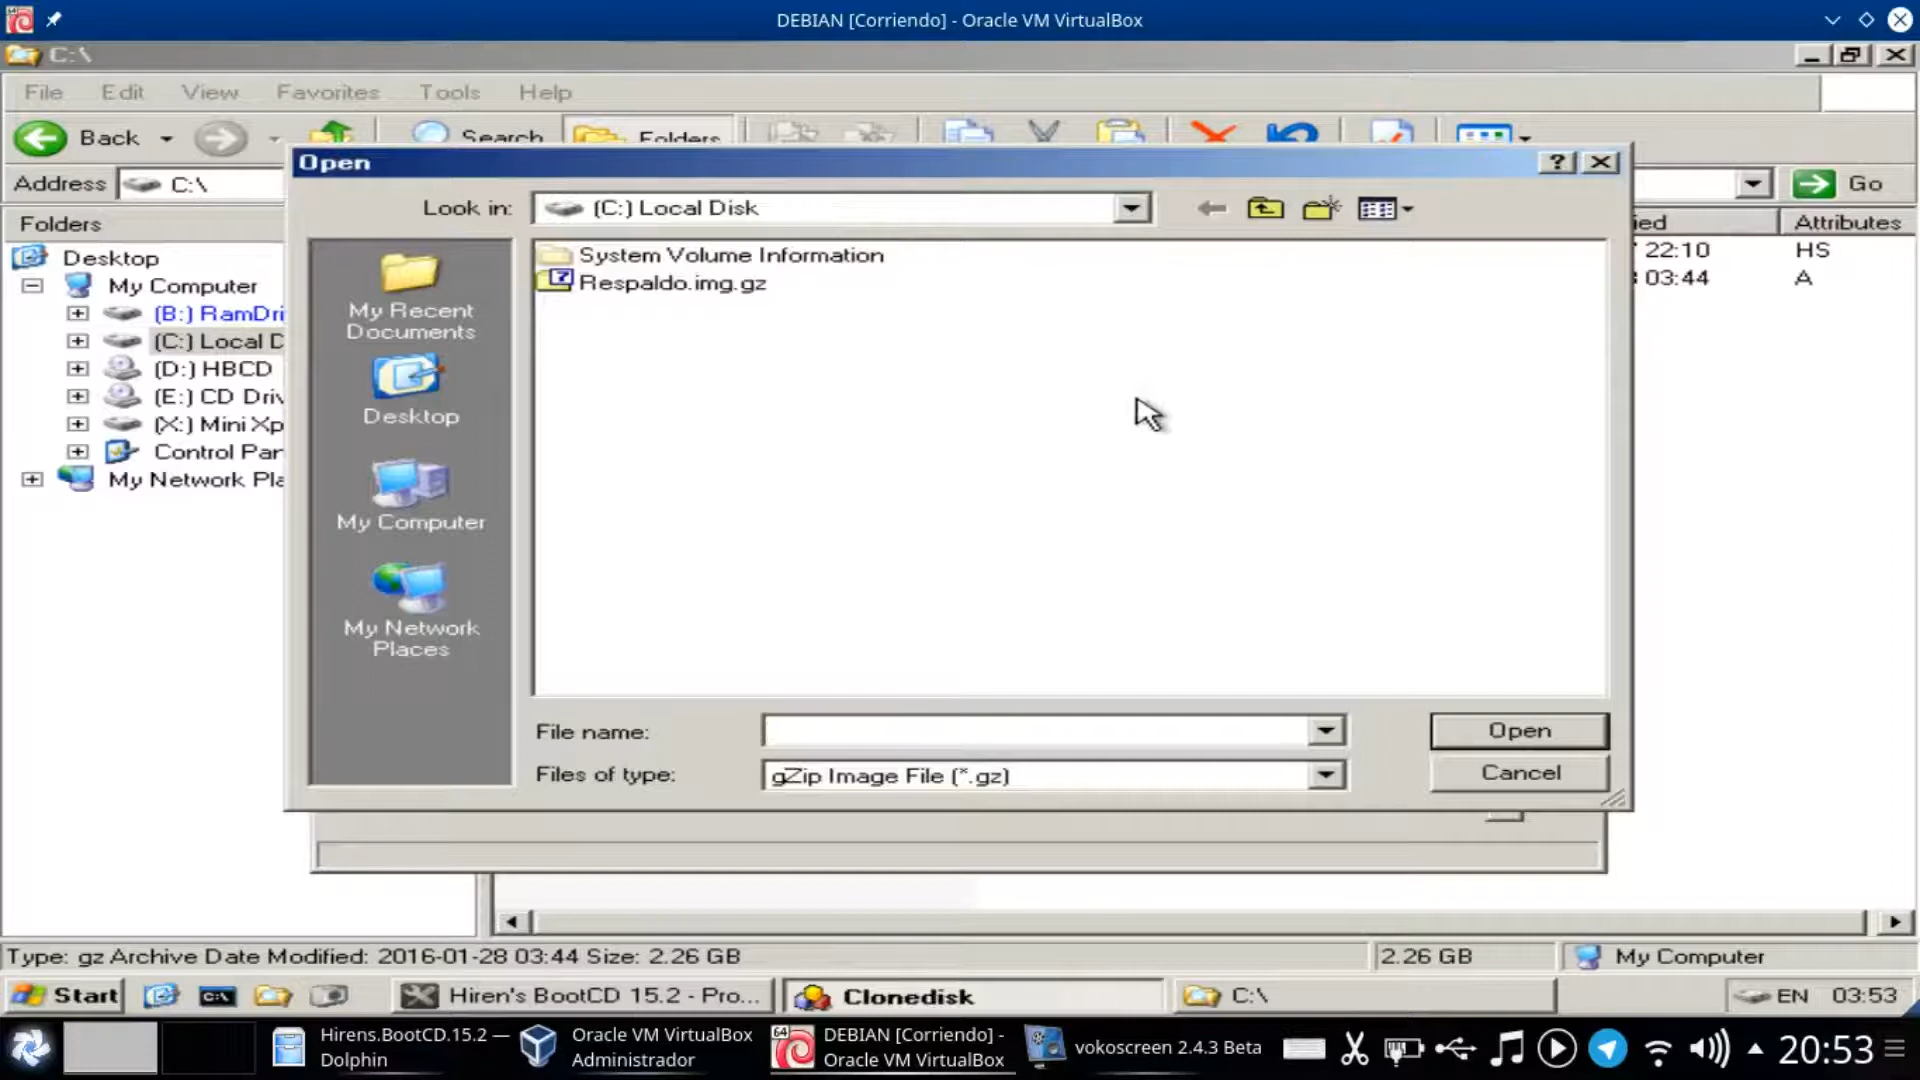 DEBIAN [Corriendo] - Oracle VM VirtualBox
C:\
File Edit View Favorites Tools Help
Back Search Folders
Address C:\ Go
Open
Look in: (C:) Local Disk
Folders
Attributes
Desktop
My Computer
(B:) RamDri
(C:) Local D
(D:) HBCD
(E:) CD Driv
(X:) Mini Xp
Control Par
My Network Pla
System Volume Information
Respaldo.img.gz
22:10 HS
03:44 A
My Recent
Documents
Desktop
My Computer
My Network
Places
File name:
Open
Files of type: gZip Image File (*.gz)
Cancel
Type: gz Archive Date Modified: 2016-01-28 03:44 Size: 2.26 GB
2.26 GB
My Computer
Start
Hiren's BootCD 15.2 - Pro...
Clonedisk
C:\
EN 03:53
Hirens.BootCD.15.2 —
Dolphin
Oracle VM VirtualBox
Administrador
64
DEBIAN [Corriendo] -
Oracle VM VirtualBox
vokoscreen 2.4.3 Beta
20:53